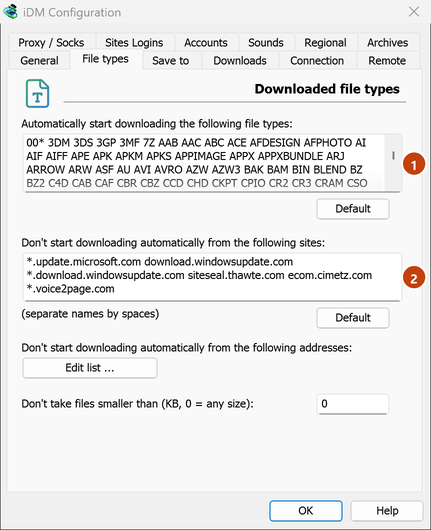 iDM Configuration
Proxy / Socks Sites Logins Accounts Sounds Regional Archives
General File types Save to Downloads Connection Remote
Downloaded file types
Automatically start downloading the following file types:
00* 3DM 3DS 3GP 3MF 7Z AAB AAC ABC ACE AFDESIGN AFPHOTO AI
AIF AIFF APE APK APKM APKS APPIMAGE APPX APPXBUNDLE ARJ
ARROW ARW ASF AU AVI AVRO AZW AZW3 BAK BAM BIN BLEND BZ
BZ2 C4D CAB CAF CBR CBZ CCD CHD CKPT CPIO CR2 CR3 CRAM CSO
1
Default
Don't start downloading automatically from the following sites:
*.update.microsoft.com download.windowsupdate.com
*.download.windowsupdate.com siteseal.thawte.com ecom.cimetz.com
*.voice2page.com
2
(separate names by spaces)
Default
Don't start downloading automatically from the following addresses:
Edit list ...
Don't take files smaller than (KB, 0 = any size): 0
OK Help